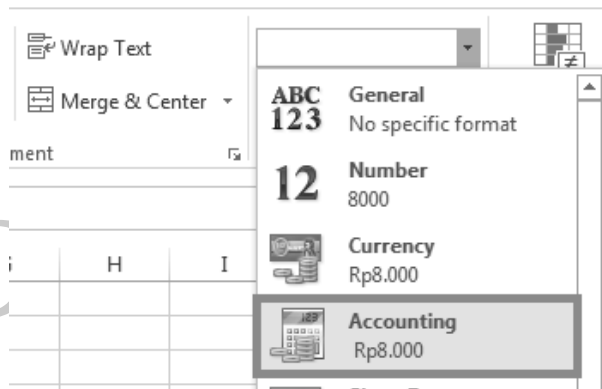 Wrap Text
Merge & Center
ment
ABC
123
General
No specific format
12
Number
8000
Currency
Rp8.000
Accounting
Rp8.000
H
I